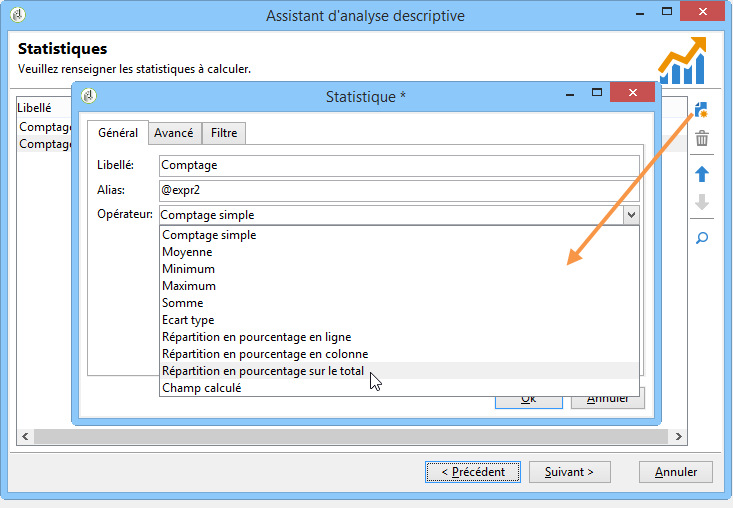 Assistant d'analyse descriptive
Statistiques
Veuillez renseigner les statistiques à calculer.
Libellé
Comptage
Comptage
Statistique *
Général Avancé Filtre
Libellé: Comptage
Alias: @expr2
Opérateur: Comptage simple
Comptage simple
Moyenne
Minimum
Maximum
Somme
Ecart type
Répartition en pourcentage en ligne
Répartition en pourcentage en colonne
Répartition en pourcentage sur le total
Champ calculé
Ok Annuler
< Précédent Suivant > Annuler